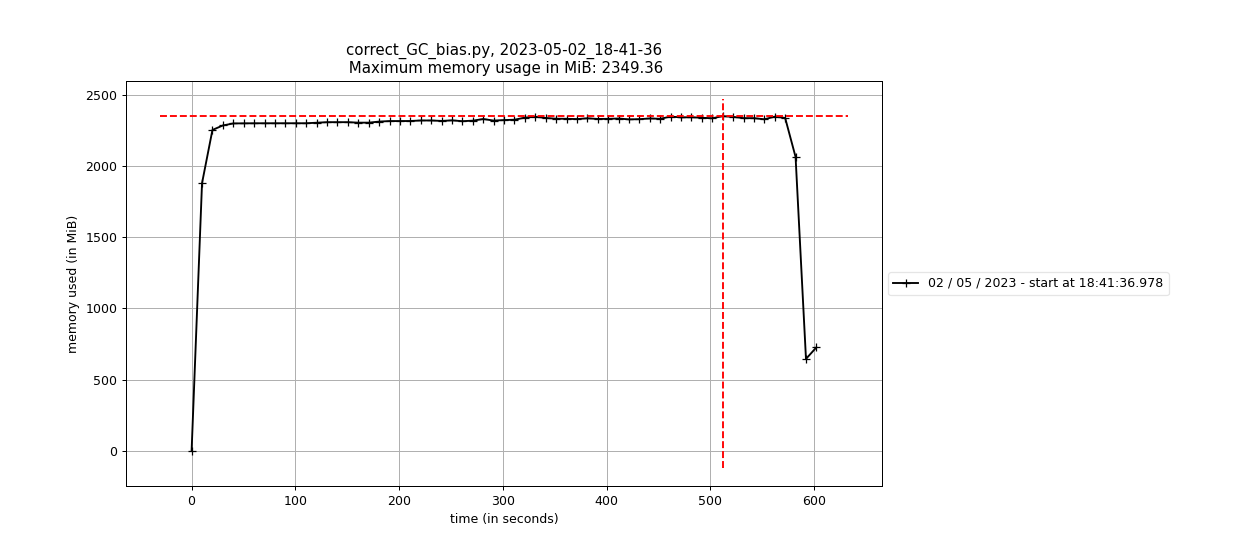 correct_GC_bias.py, 2023-05-02_18-41-36
Maximum memory usage in MiB: 2349.36
2500
2000
1500
1000
500
0
memory used (in MiB)
0 100 200 300 400 500 600
time (in seconds)
02 / 05 / 2023 - start at 18:41:36.978